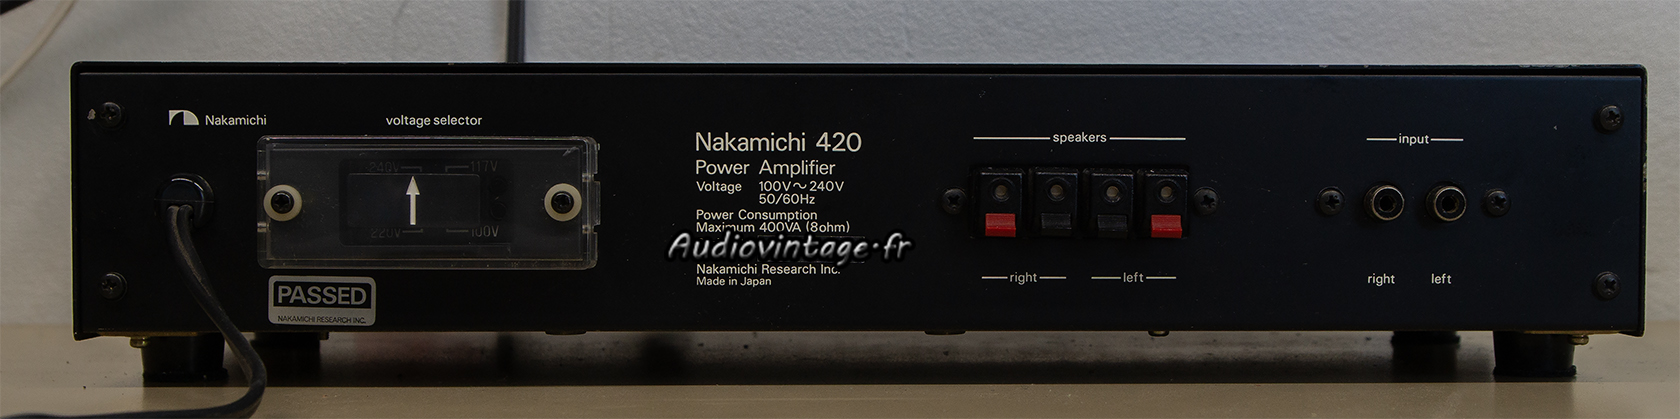 Nakamichi
voltage selector
240V
117V
220V
100V
PASSED
NAKAMICHI RESEARCH INC.
Nakamichi 420
Power Amplifier
Voltage 100V~240V
50/60Hz
Power Consumption
Maximum 400VA (8ohm)
Audiovintage.fr
Nakamichi Research Inc.
Made in Japan
speakers
right
left
input
right
left